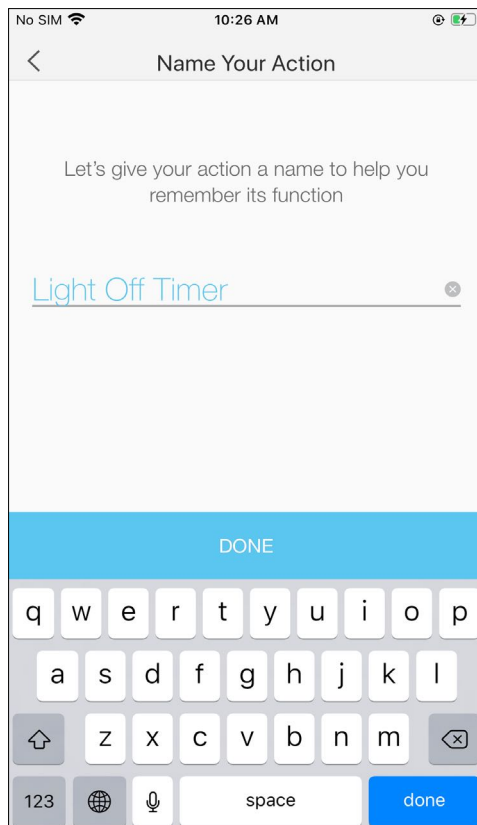 No SIM 10:26 AM
Name Your Action
Let's give your action a name to help you
remember its function
Light Off Timer
DONE
q w e r t y u i o p
a s d f g h j k l
z x c v b n m
123 space done